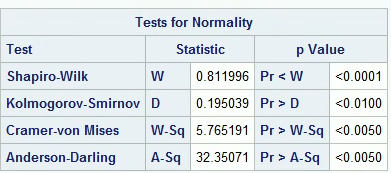 Tests for Normality
Test Statistic p Value
Shapiro-Wilk W 0.811996 Pr < W <0.0001
Kolmogorov-Smirnov D 0.195039 Pr > D <0.0100
Cramer-von Mises W-Sq 5.765191 Pr > W-Sq <0.0050
Anderson-Darling A-Sq 32.35071 Pr > A-Sq <0.0050